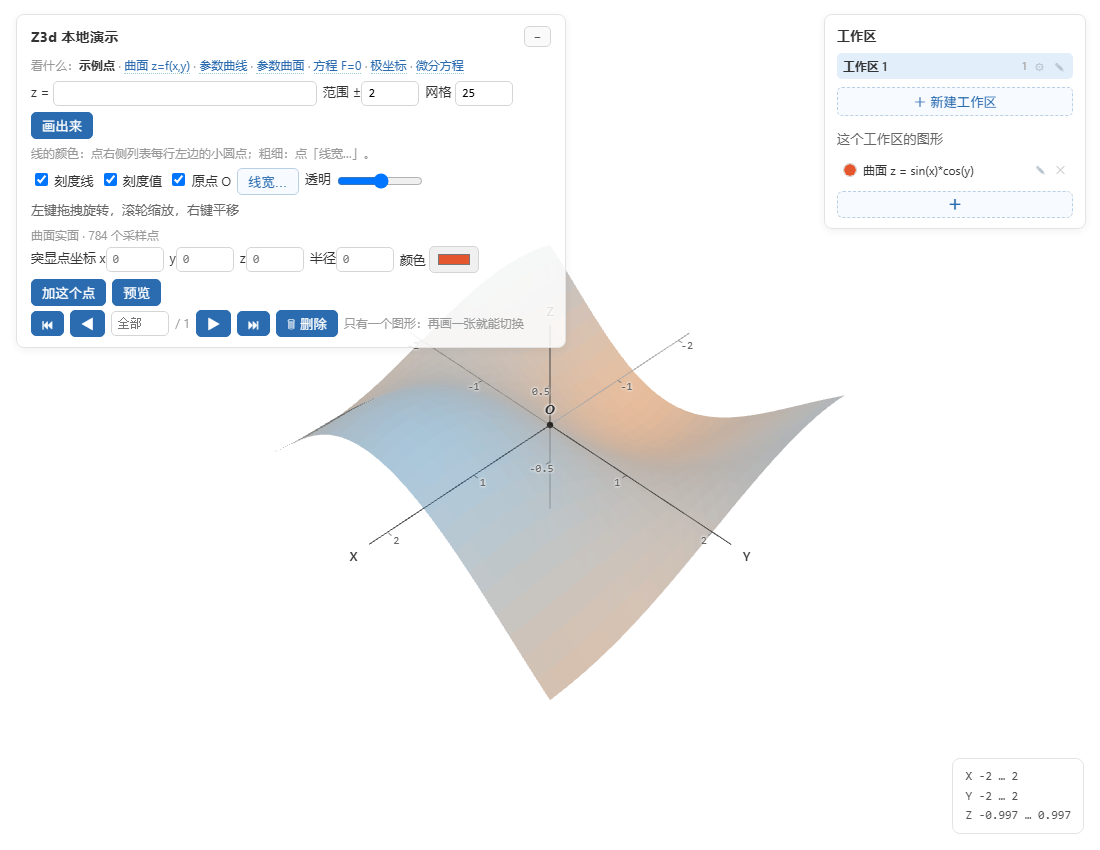 Z3d 本地演示
–
看什么: 示例点 · 曲面 z=f(x,y) · 参数曲线 · 参数曲面 · 方程 F=0 · 极坐标 · 微分方程
z = 范围 ± 2 网格 25
画出来
线的颜色：点右侧列表每行左边的小圆点；粗细：点「线宽…」。
刻度线 刻度值 原点 O 线宽… 透明
左键拖拽旋转，滚轮缩放，右键平移
曲面实面 · 784 个采样点
突显点坐标 x 0 y 0 z 0 半径 0 颜色
加这个点 预览
全部 / 1 删除 只有一个图形：再画一张就能切换
工作区
工作区 1 1
＋ 新建工作区
这个工作区的图形
曲面 z = sin(x)*cos(y)
＋
Z
-2
-1 0.5 -1
O
-0.5
1 1
2 2
X Y
X -2 … 2
Y -2 … 2
Z -0.997 … 0.997